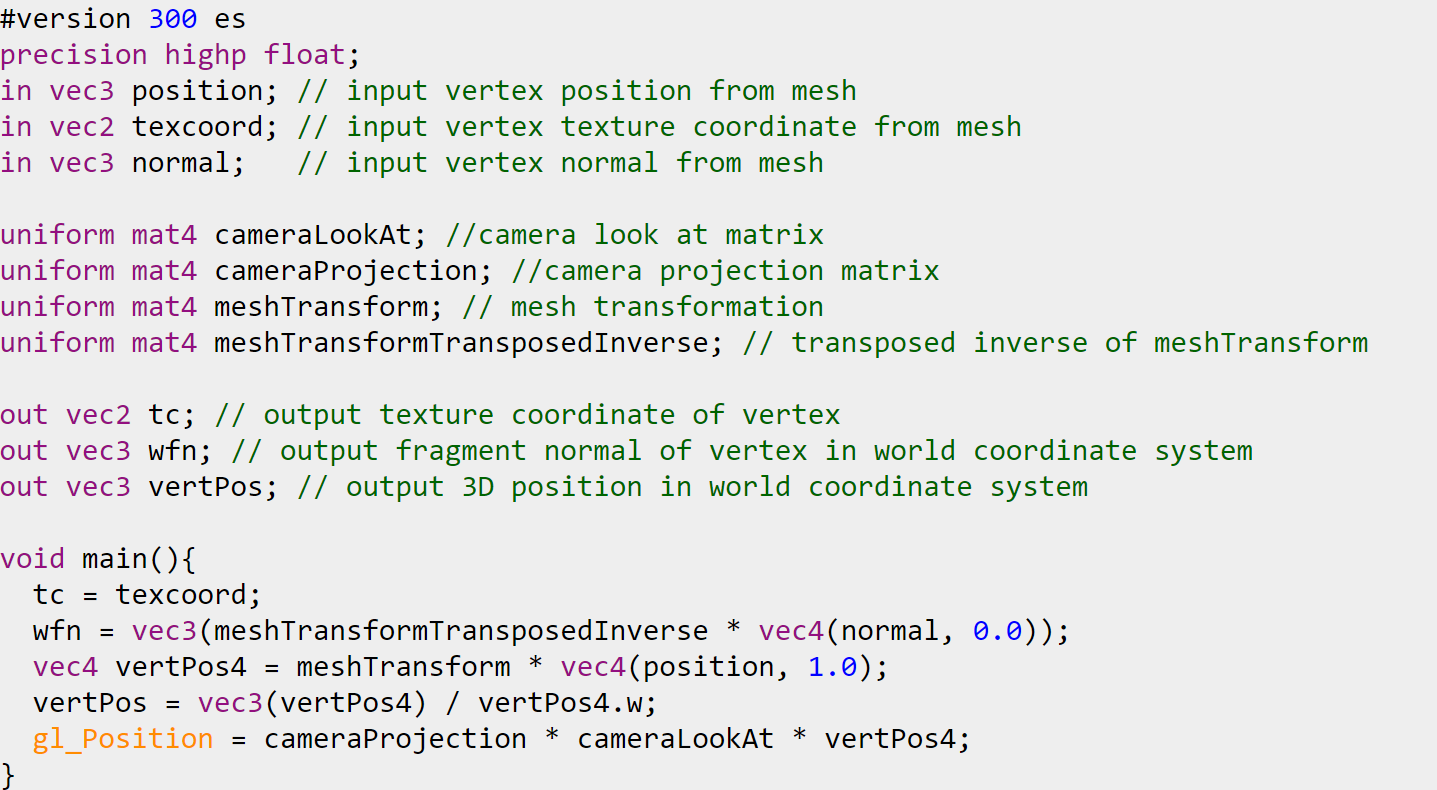 #version 300 es
precision highp float;
in vec3 position; // input vertex position from mesh
in vec2 texcoord; // input vertex texture coordinate from mesh
in vec3 normal;   // input vertex normal from mesh

uniform mat4 cameraLookAt; //camera look at matrix
uniform mat4 cameraProjection; //camera projection matrix
uniform mat4 meshTransform; // mesh transformation
uniform mat4 meshTransformTransposedInverse; // transposed inverse of meshTransform

out vec2 tc; // output texture coordinate of vertex
out vec3 wfn; // output fragment normal of vertex in world coordinate system
out vec3 vertPos; // output 3D position in world coordinate system

void main(){
  tc = texcoord;
  wfn = vec3(meshTransformTransposedInverse * vec4(normal, 0.0));
  vec4 vertPos4 = meshTransform * vec4(position, 1.0);
  vertPos = vec3(vertPos4) / vertPos4.w;
  gl_Position = cameraProjection * cameraLookAt * vertPos4;
}